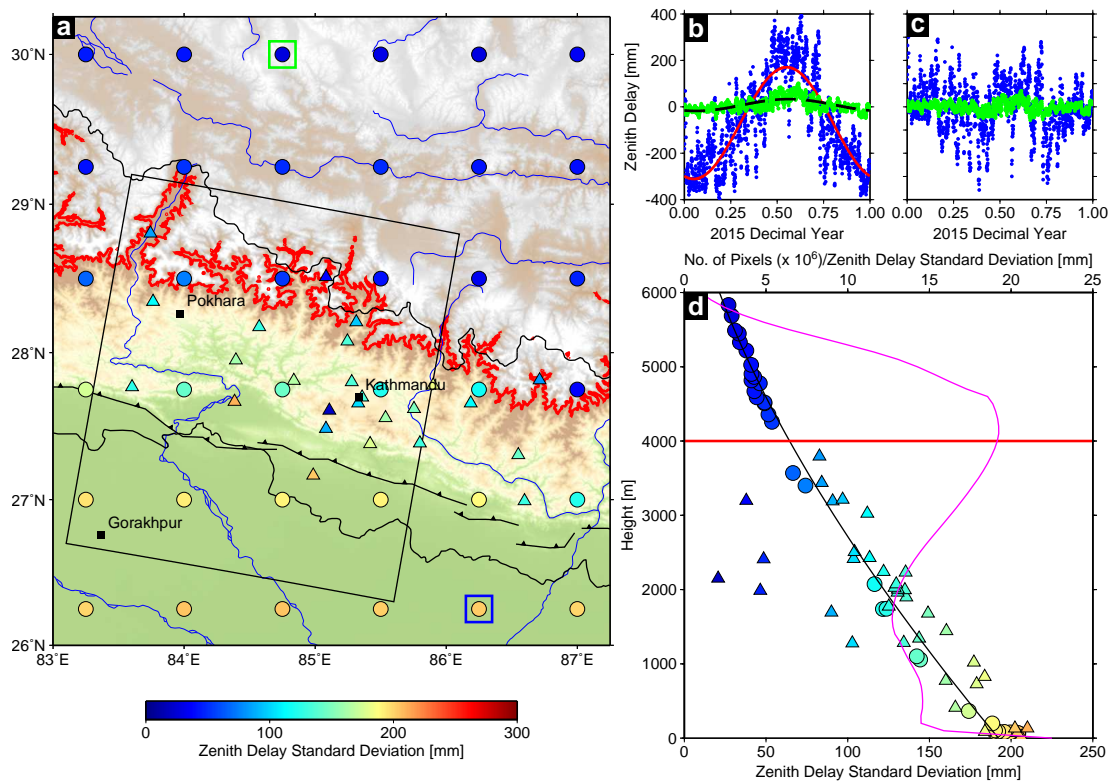 a
30˚N
29˚N
28˚N
27˚N
26˚N
83˚E
84˚E
85˚E
86˚E
87˚E
Pokhara
Kathmandu
Gorakhpur
0
100
200
300
Zenith Delay Standard Deviation [mm]
b
400
200
0
-200
-400
Zenith Delay [mm]
0.00
0.25
0.50
0.75
1.00
2015 Decimal Year
c
0.00
0.25
0.50
0.75
1.00
2015 Decimal Year
No. of Pixels (x 10⁶)/Zenith Delay Standard Deviation [mm]
0
5
10
15
20
25
d
6000
5000
4000
3000
2000
1000
0
Height [m]
0
50
100
150
200
250
Zenith Delay Standard Deviation [mm]